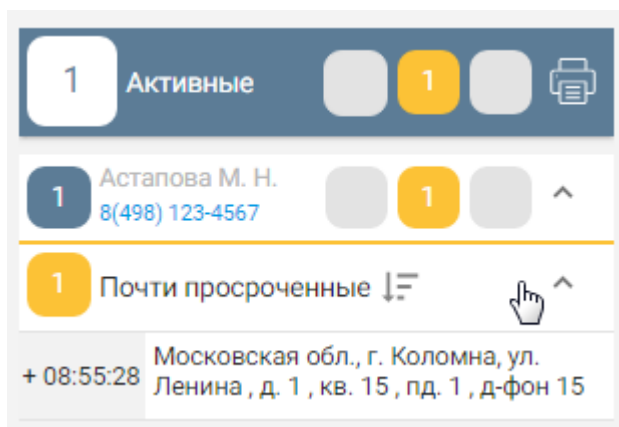 1 Активные 1
1 Астапова М. Н. 1
8(498) 123-4567
1 Почти просроченные
+ 08:55:28 Московская обл., г. Коломна, ул.
Ленина , д. 1 , кв. 15 , пд. 1 , д-фон 15